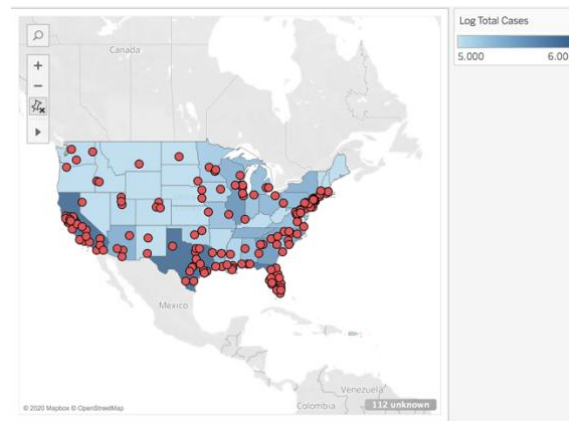 Log Total Cases
5.000 6.00
Canada
Mexico
Venezuela
Colombia
112 unknown
© 2020 Mapbox © OpenStreetMap